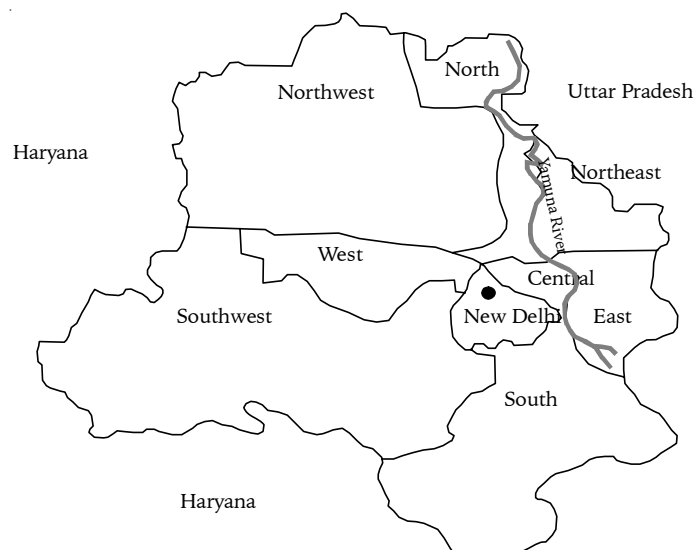 North
Northwest
Uttar Pradesh
Haryana
Northeast
Yamuna River
West
Central
Southwest
New Delhi
East
South
Haryana